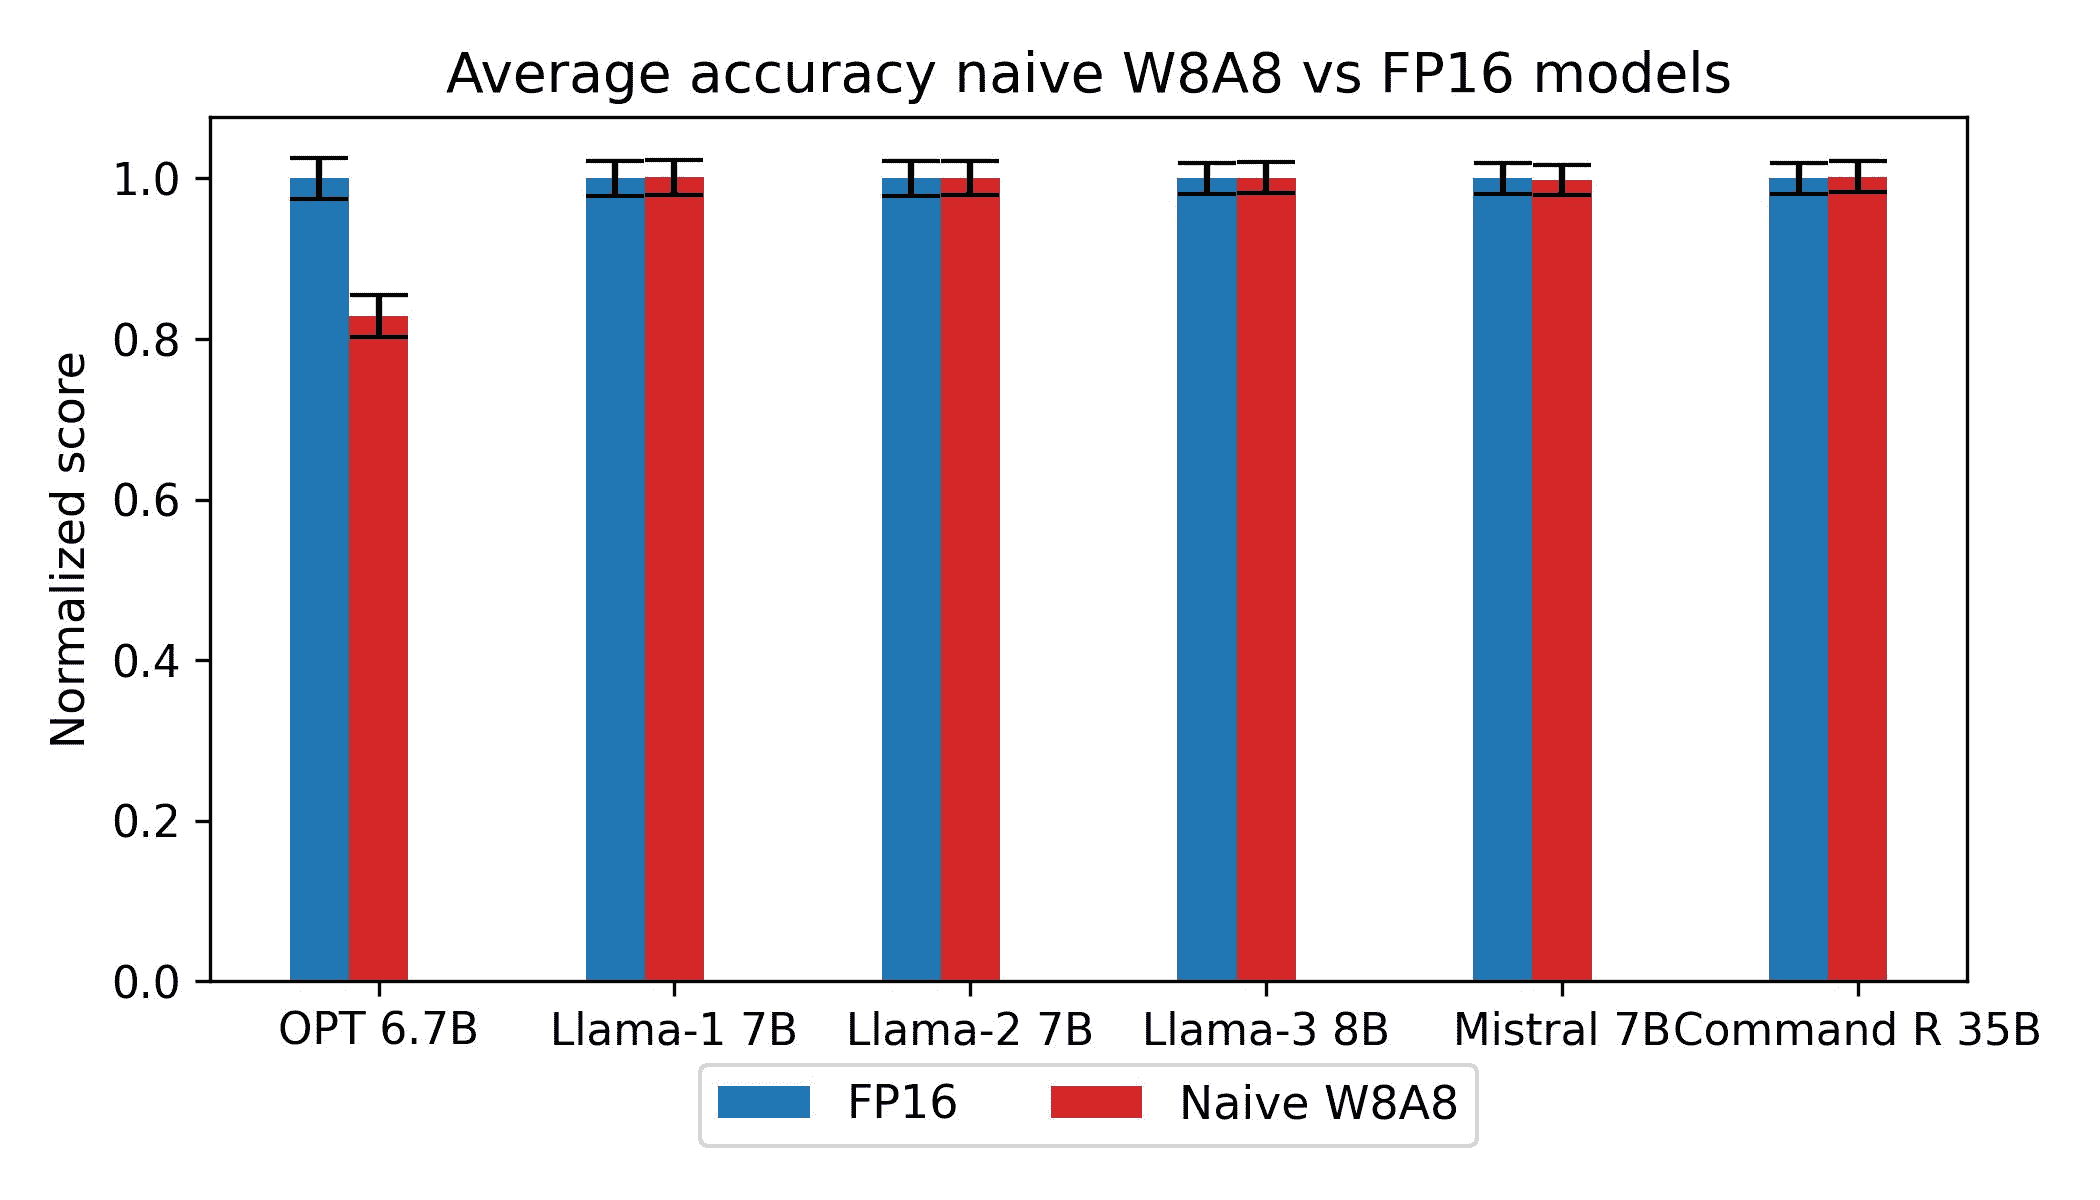 Average accuracy naive W8A8 vs FP16 models
Normalized score
1.0
0.8
0.6
0.4
0.2
0.0
OPT 6.7B Llama-1 7B Llama-2 7B Llama-3 8B Mistral 7B Command R 35B
FP16 Naive W8A8